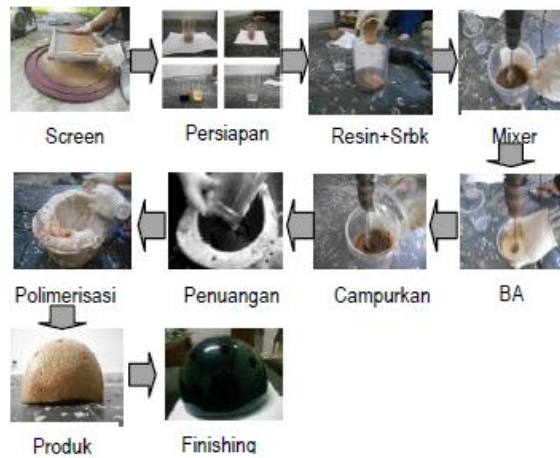 Screen Persiapan Resin+Srbk Mixer
Polimerisasi Penuangan Campurkan BA
Produk Finishing